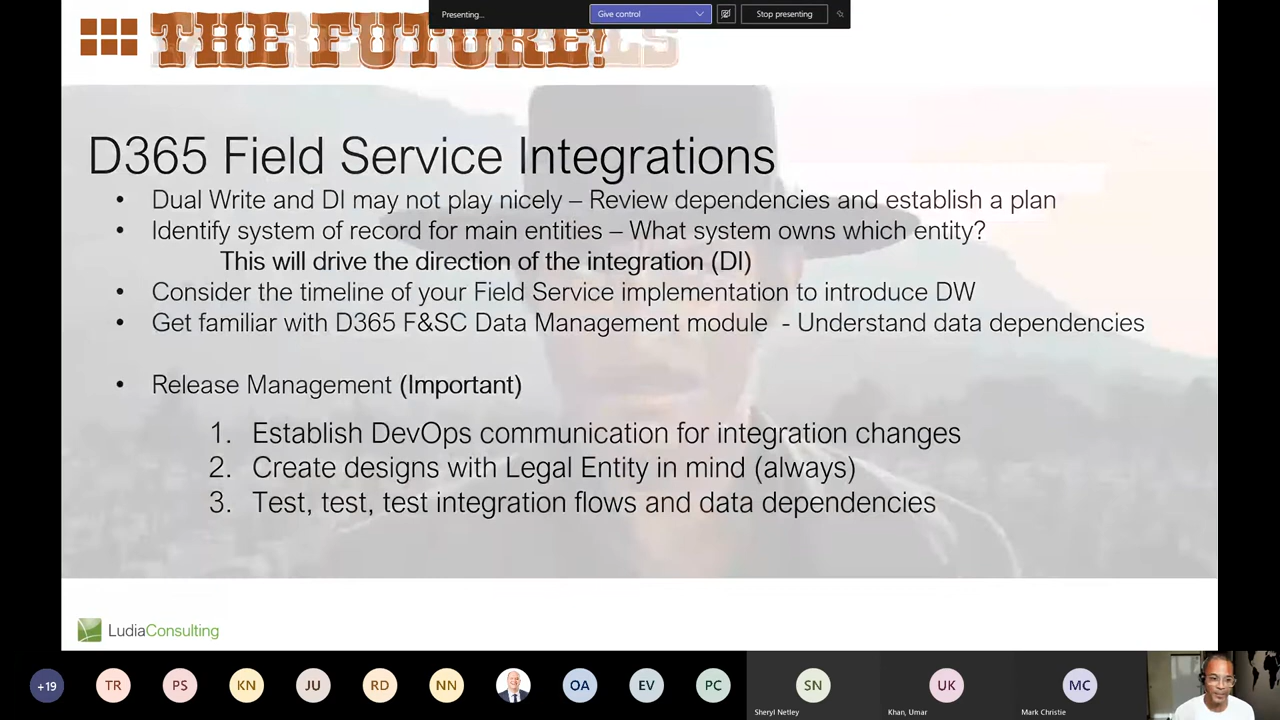 Presenting...
Give control
Stop presenting
THE FUTURE!
D365 Field Service Integrations
• Dual Write and DI may not play nicely – Review dependencies and establish a plan
• Identify system of record for main entities – What system owns which entity?
This will drive the direction of the integration (DI)
• Consider the timeline of your Field Service implementation to introduce DW
• Get familiar with D365 F&SC Data Management module - Understand data dependencies
• Release Management (Important)
1. Establish DevOps communication for integration changes
2. Create designs with Legal Entity in mind (always)
3. Test, test, test integration flows and data dependencies
LudiaConsulting
+19 TR PS KN JU RD NN OA EV PC SN UK MC
Sheryl Netley Khan, Umar Mark Christie